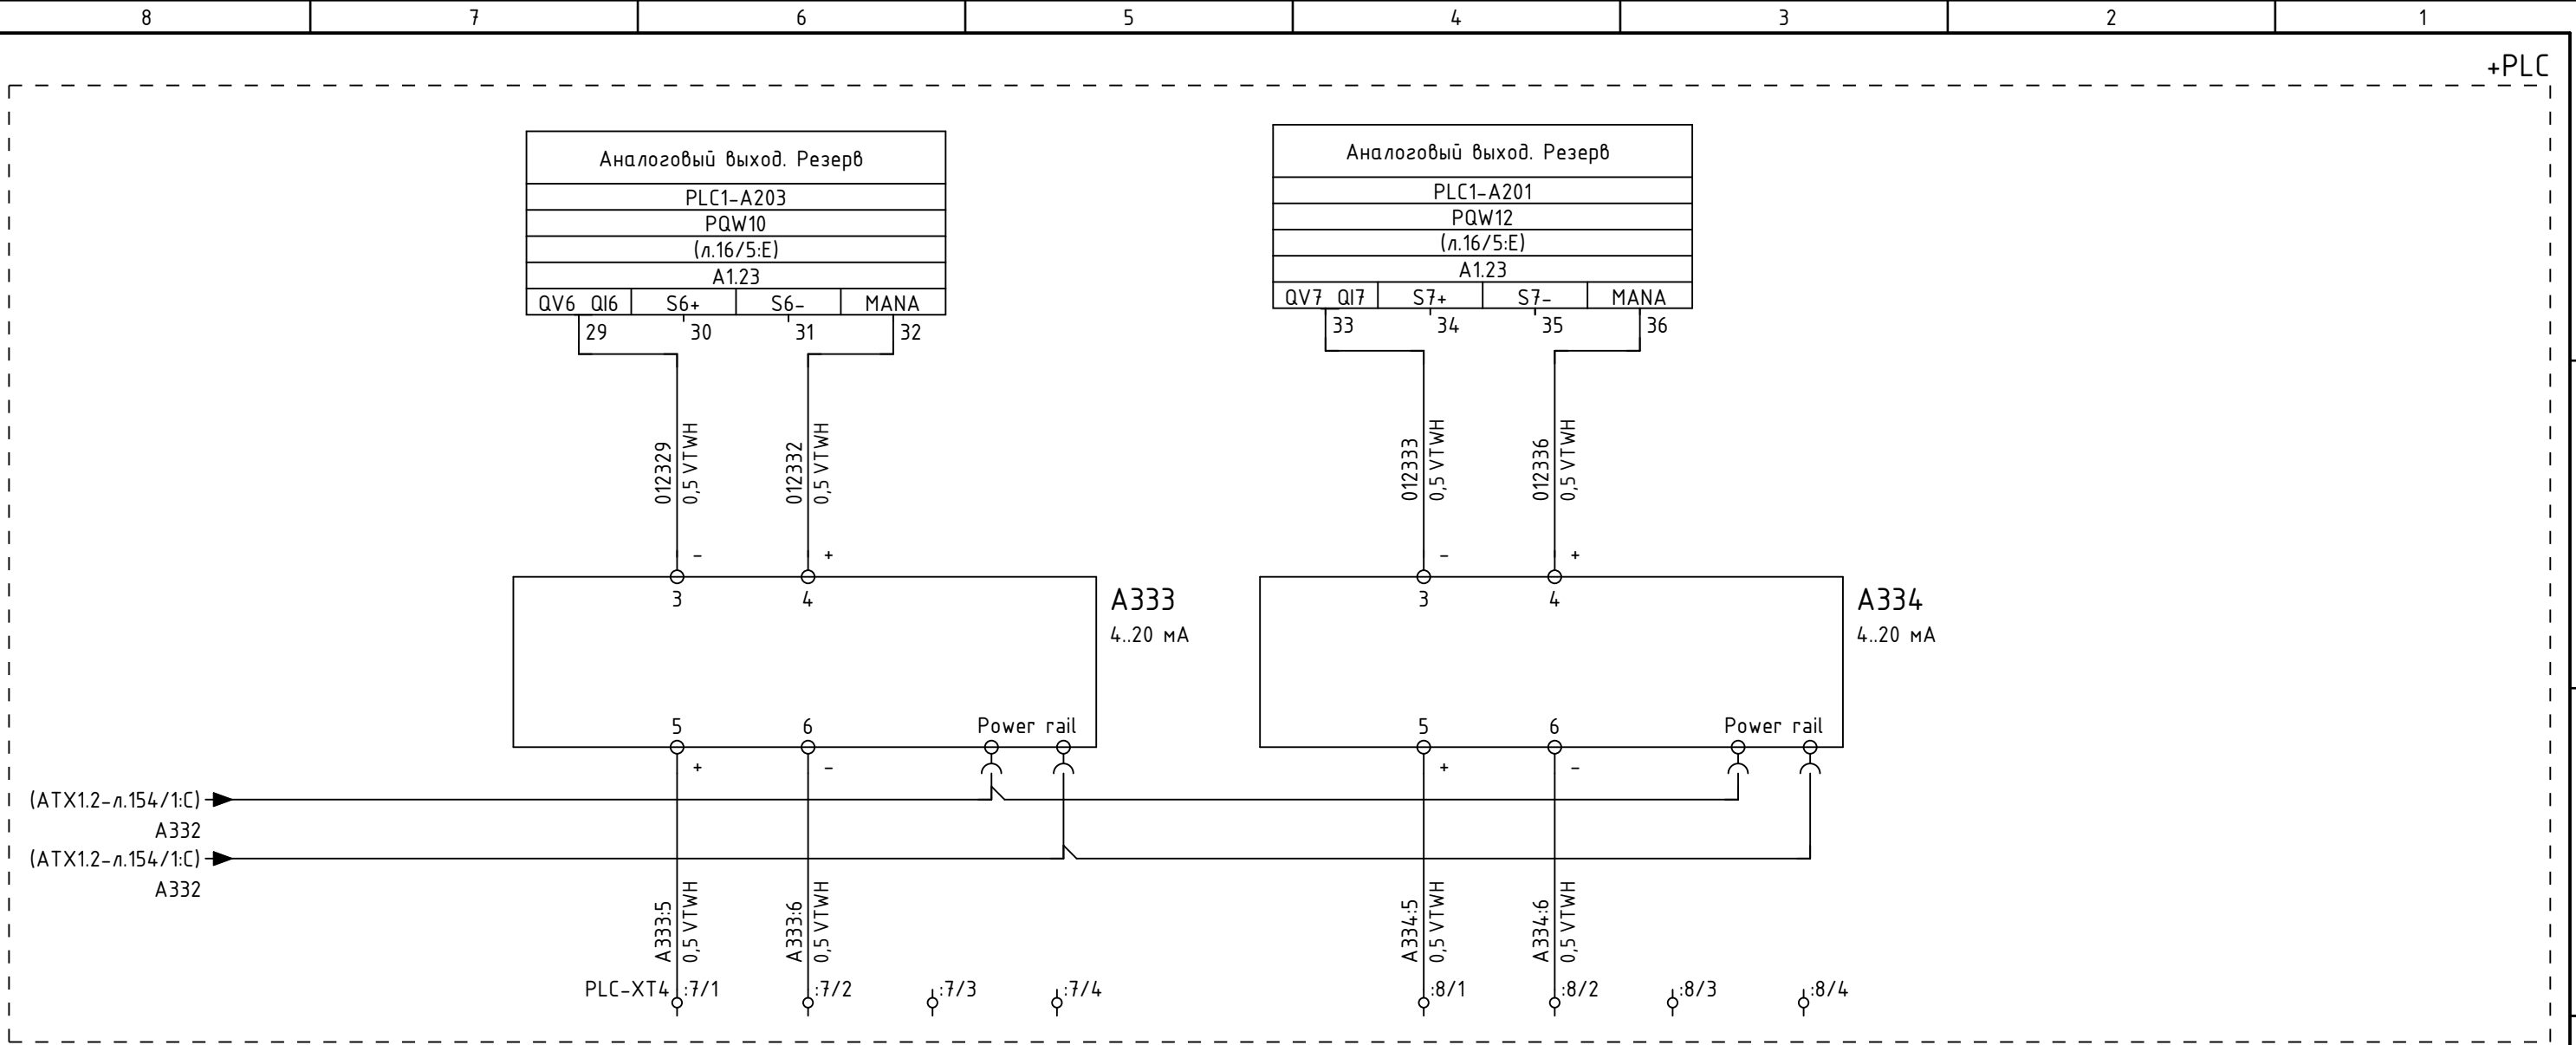 8 7 6 5 4 3 2 1
+PLC
Аналоговый выход. Резерв
PLC1-A203
PQW10
(л.16/5:E)
A1.23
QV6 QI6 S6+ S6- MANA
29 30 31 32
Аналоговый выход. Резерв
PLC1-A201
PQW12
(л.16/5:E)
A1.23
QV7 QI7 S7+ S7- MANA
33 34 35 36
012329
0,5 VTWH
012332
0,5 VTWH
012333
0,5 VTWH
012336
0,5 VTWH
- +
3 4
A333
4..20 мА
5 6 Power rail
+ -
- +
3 4
A334
4..20 мА
5 6 Power rail
+ -
(ATX1.2-л.154/1:C)
A332
(ATX1.2-л.154/1:C)
A332
A333:5
0,5 VTWH
A333:6
0,5 VTWH
A334:5
0,5 VTWH
A334:6
0,5 VTWH
PLC-XT4 :7/1 :7/2 :7/3 :7/4 :8/1 :8/2 :8/3 :8/4